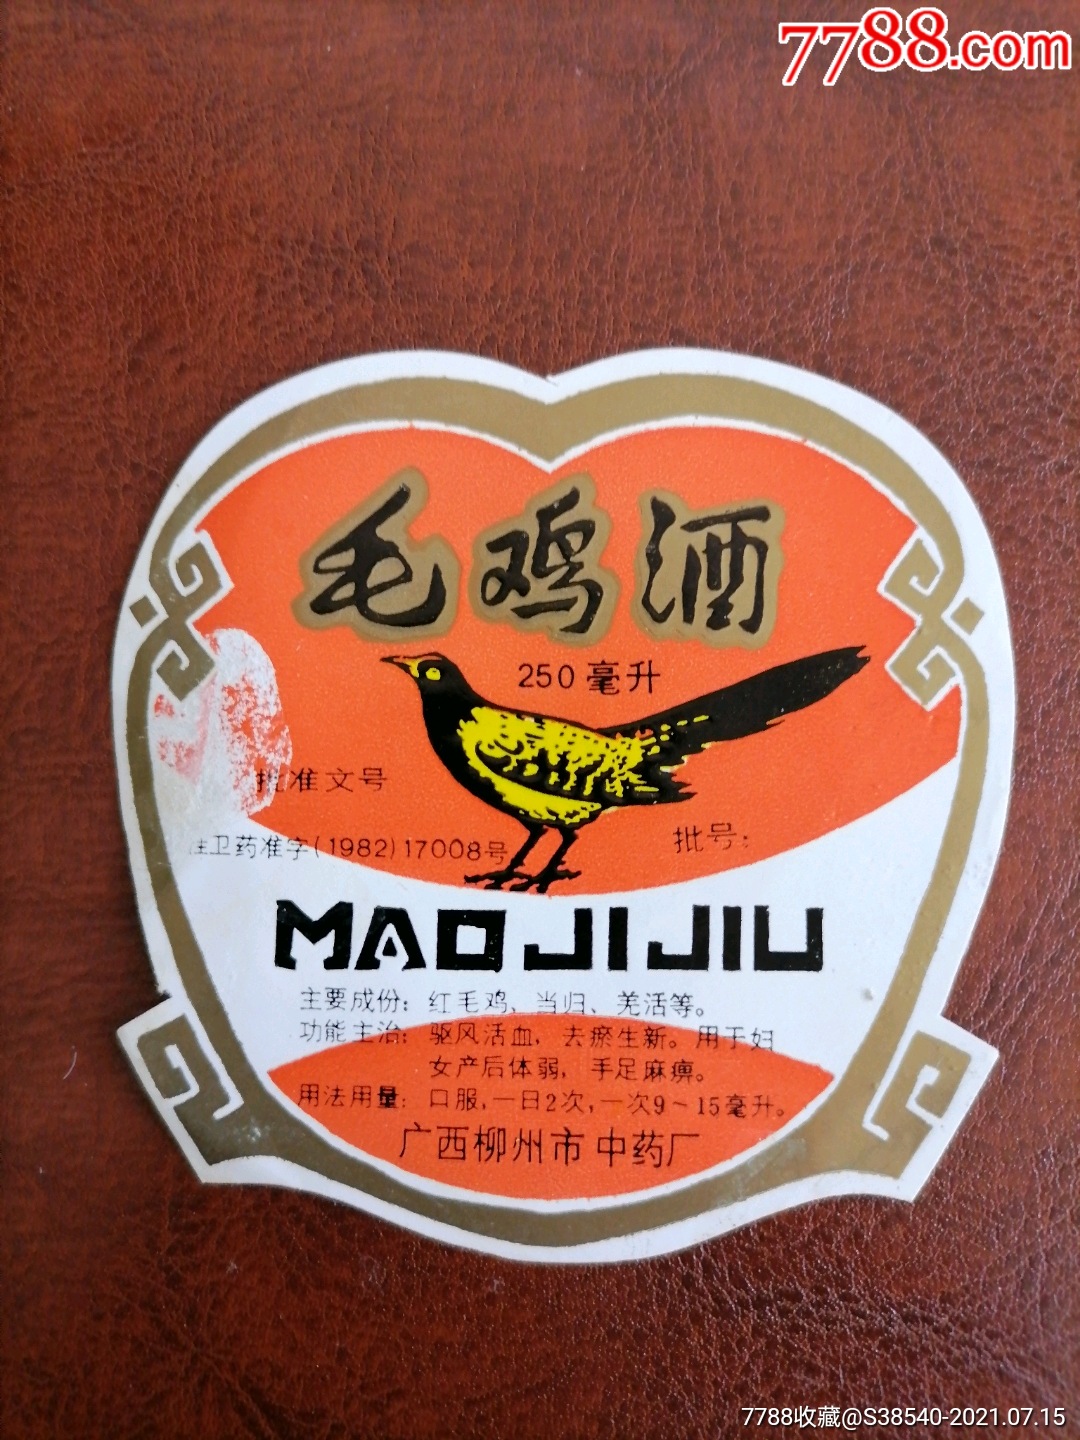 7788.com
毛鸡酒
250毫升
批准文号
卫药准字(1982)17008号
批号:
MAO JI JIU
主要成份: 红毛鸡、当归、羌活等。
功能主治: 驱风活血, 去瘀生新。用于妇
女产后体弱, 手足麻痹。
用法用量: 口服, 一日2次, 一次9~15毫升。
广西柳州市中药厂
7788收藏@S38540-2021.07.15